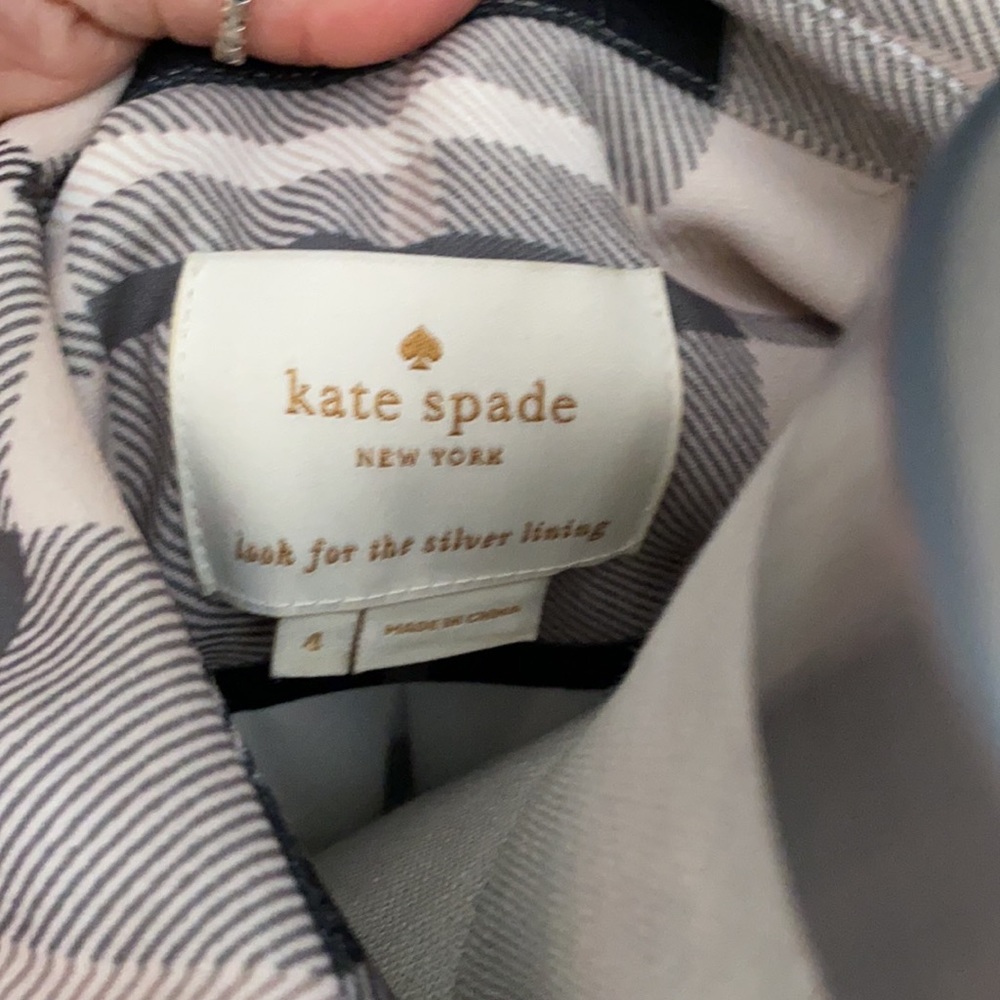 kate spade
NEW YORK
look for the silver lining
4
MADE IN CHINA